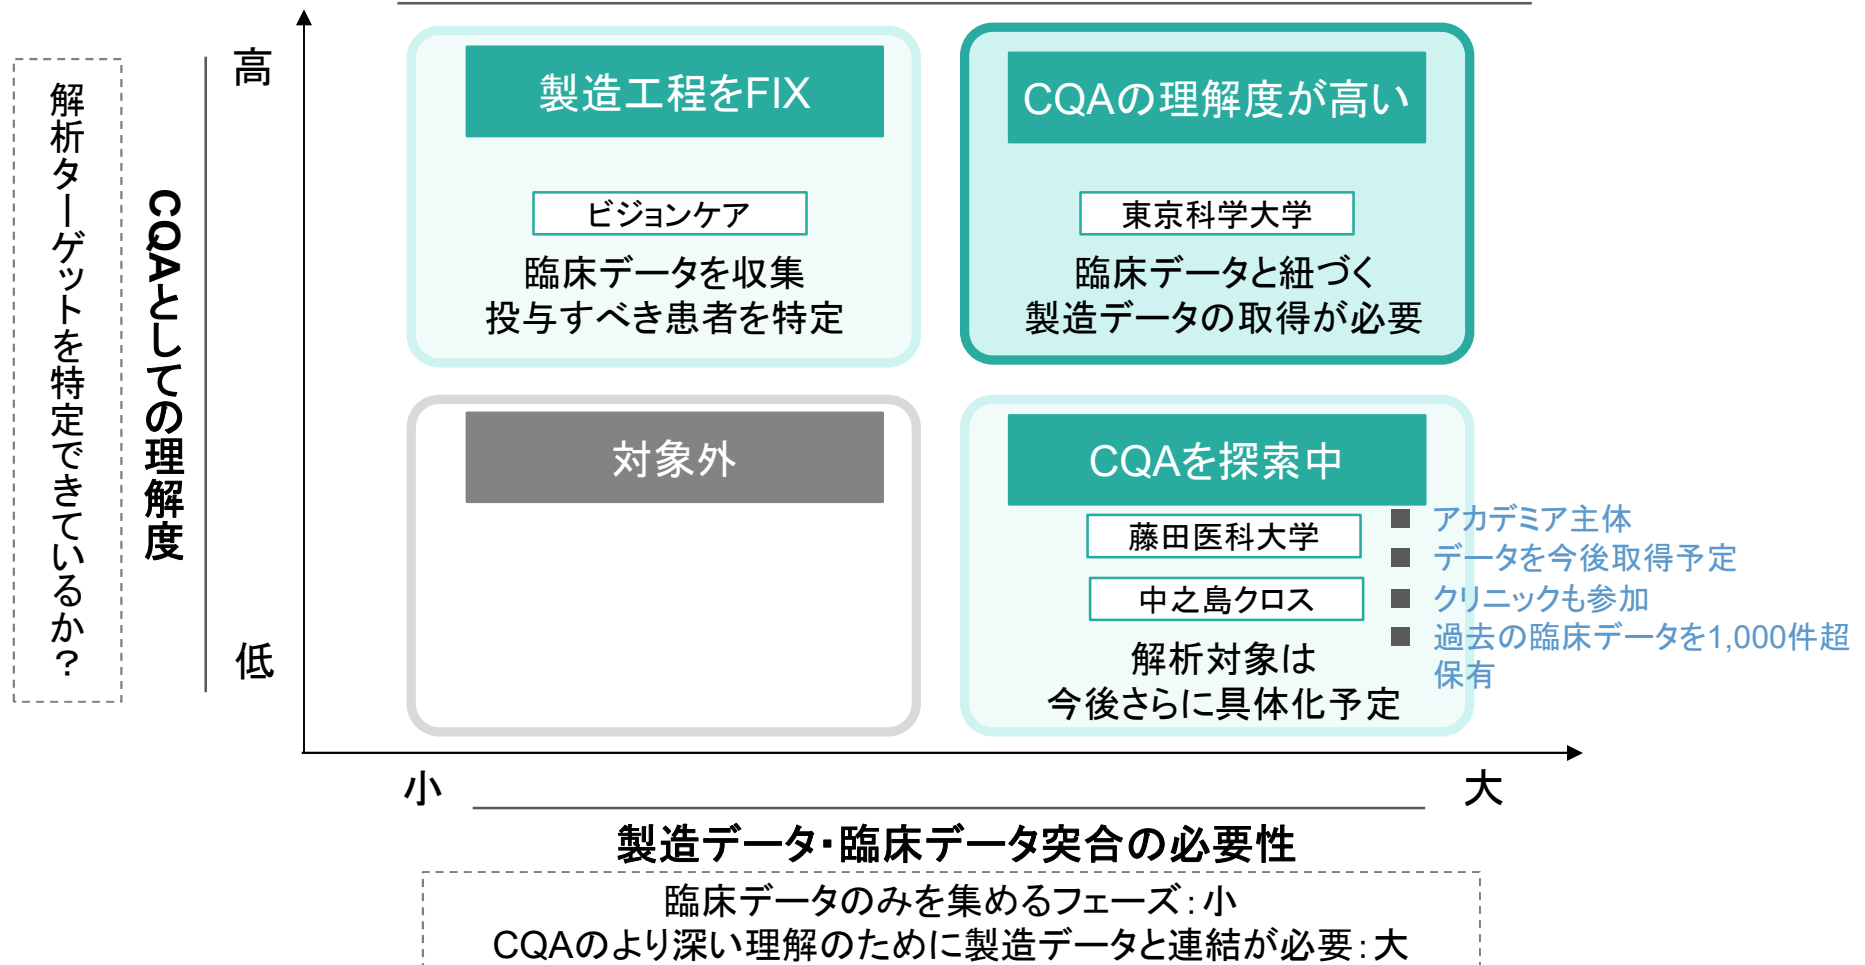 解析ターゲットを特定できているか？
CQAとしての理解度
高
低
製造工程をFIX
ビジョンケア
臨床データを収集
投与すべき患者を特定
CQAの理解度が高い
東京科学大学
臨床データと紐づく
製造データの取得が必要
対象外
CQAを探索中
藤田医科大学
中之島クロス
解析対象は
今後さらに具体化予定
■ アカデミア主体
■ データを今後取得予定
■ クリニックも参加
■ 過去の臨床データを1,000件超
保有
小
大
製造データ・臨床データ突合の必要性
臨床データのみを集めるフェーズ：小
CQAのより深い理解のために製造データと連結が必要：大